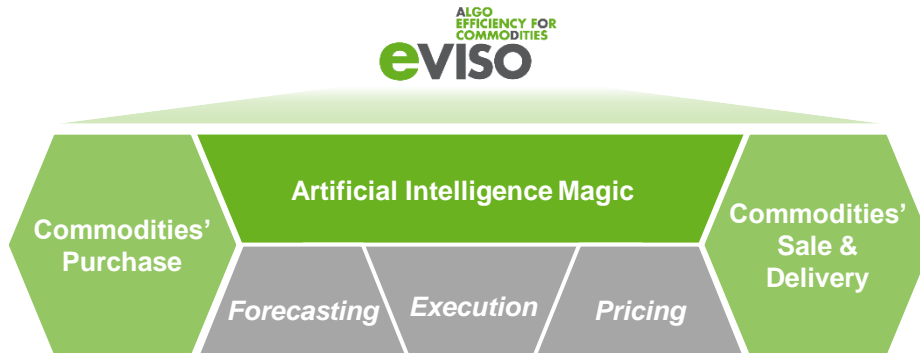 ALGO
EFFICIENCY FOR
COMMODITIES
eVISO
Artificial Intelligence Magic
Commodities'
Purchase
Commodities'
Sale &
Delivery
Forecasting
Execution
Pricing